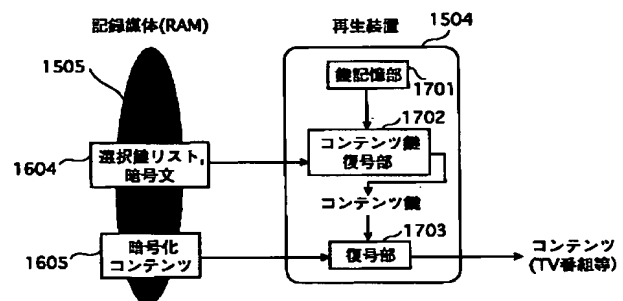 記録媒体(RAM)
再生装置
1504
1505
鍵記憶部
1701
1702
コンテンツ鍵
復号部
1604
選択鍵リスト,
暗号文
コンテンツ鍵
1703
1605
暗号化
コンテンツ
復号部
コンテンツ
(TV番組等)